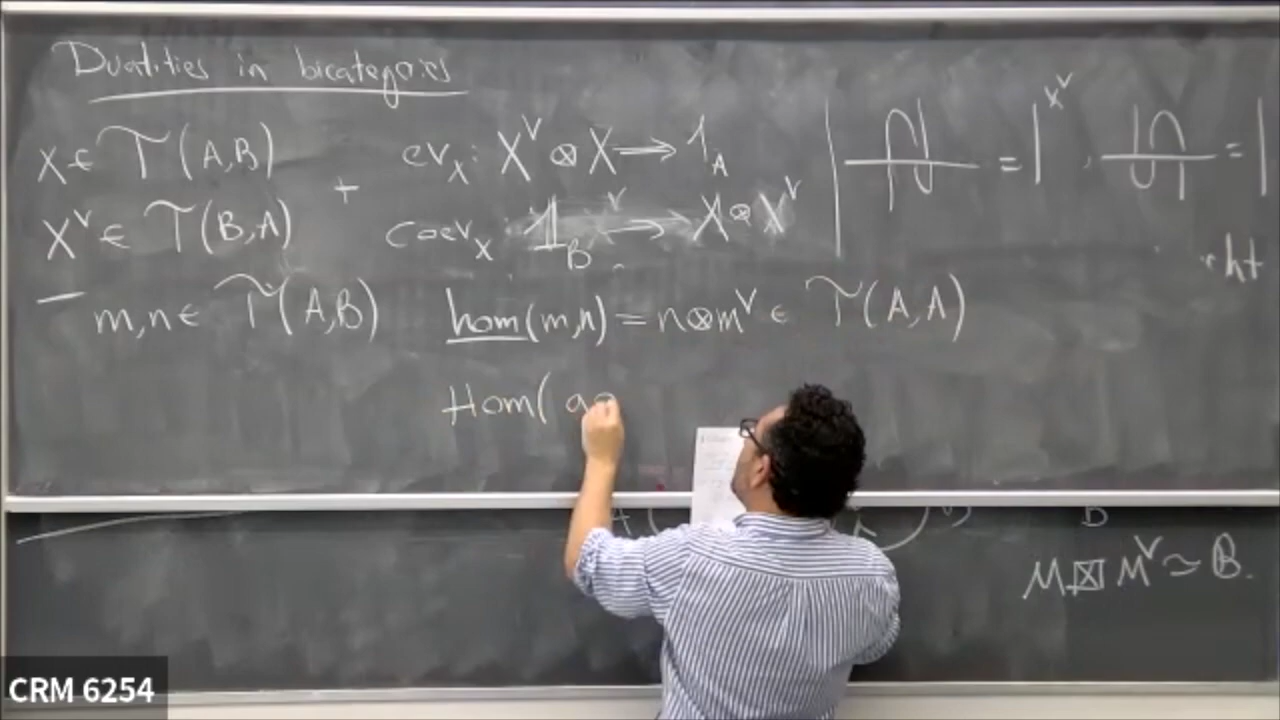 Dualities in bicategories
X ∈ 𝒯(A,B) + ev_X : X^∨ ⊗ X ⟶ 1_A
X^∨ ∈ 𝒯(B,A) coev_X : 𝟙_B ⟶ X ⊗ X^∨
= | X^∨ , = |
m,n ∈ 𝒯(A,B) hom(m,n) = n⊗m^∨ ∈ 𝒯(A,A)
Hom(
B
M ⊠ M^∨ ≃ B.
CRM 6254